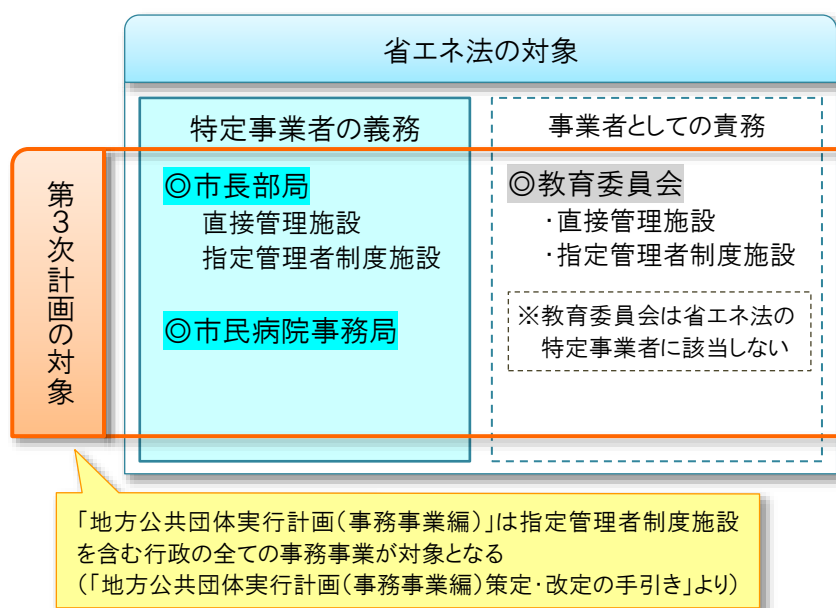 省エネ法の対象
特定事業者の義務
事業者としての責務
第3次計画の対象
◎市長部局
直接管理施設
指定管理者制度施設
◎市民病院事務局
◎教育委員会
・直接管理施設
・指定管理者制度施設
※教育委員会は省エネ法の
特定事業者に該当しない
「地方公共団体実行計画(事務事業編)」は指定管理者制度施設
を含む行政の全ての事務事業が対象となる
(「地方公共団体実行計画(事務事業編)策定・改定の手引き」より)